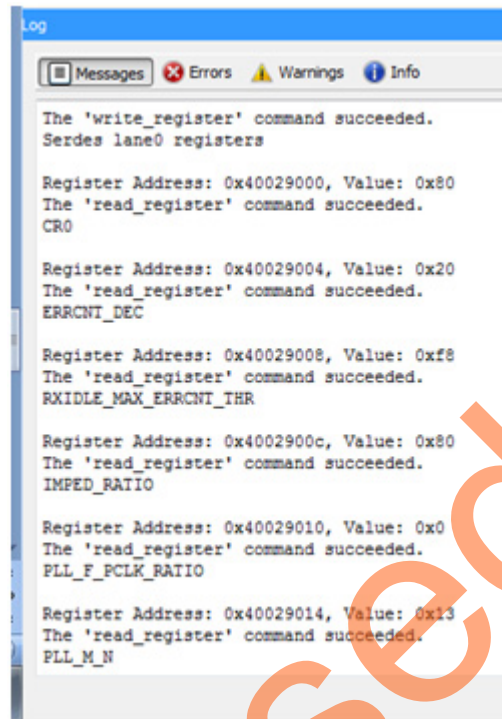 Log
Messages Errors Warnings Info
The 'write_register' command succeeded.
Serdes lane0 registers
Register Address: 0x40029000, Value: 0x80
The 'read_register' command succeeded.
CR0
Register Address: 0x40029004, Value: 0x20
The 'read_register' command succeeded.
ERRCNT_DEC
Register Address: 0x40029008, Value: 0xf8
The 'read_register' command succeeded.
RXIDLE_MAX_ERRCNT_THR
Register Address: 0x4002900c, Value: 0x80
The 'read_register' command succeeded.
IMPED_RATIO
Register Address: 0x40029010, Value: 0x0
The 'read_register' command succeeded.
PLL_F_PCLK_RATIO
Register Address: 0x40029014, Value: 0x13
The 'read_register' command succeeded.
PLL_M_N